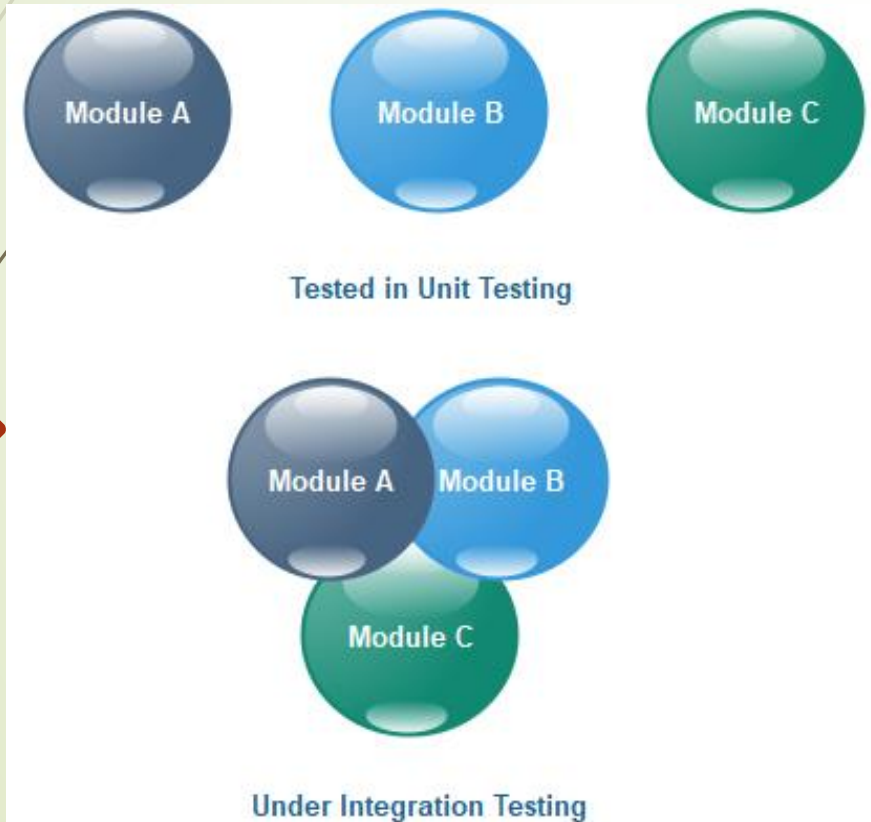 Module A Module B Module C
Tested in Unit Testing
Module A Module B
Module C
Under Integration Testing